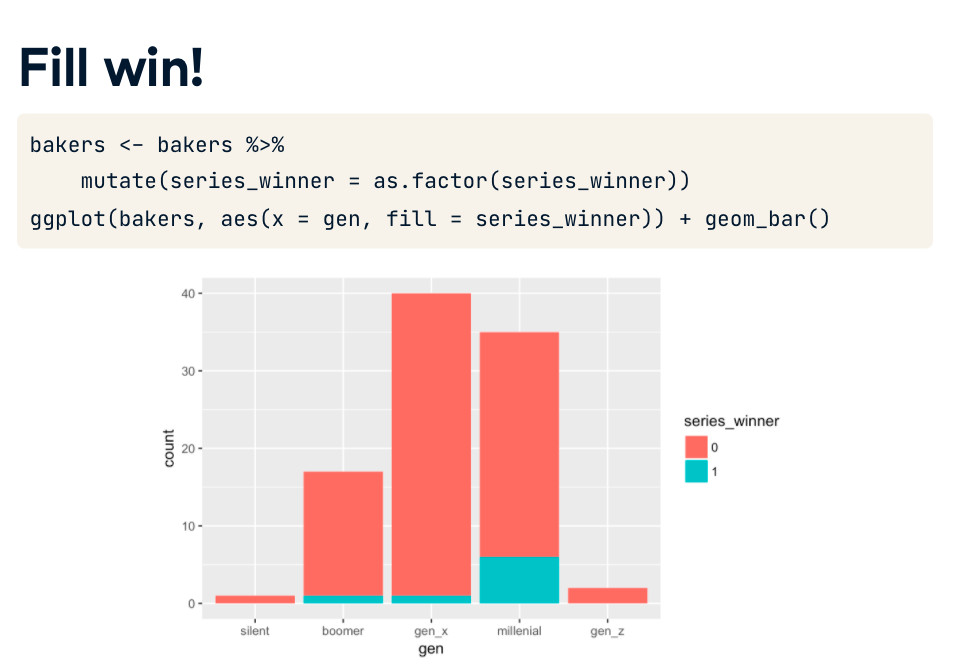 Fill win!
bakers <- bakers %>%
    mutate(series_winner = as.factor(series_winner))
ggplot(bakers, aes(x = gen, fill = series_winner)) + geom_bar()
40
30
20
10
0
count
silent boomer gen_x millenial gen_z
gen
series_winner
0
1